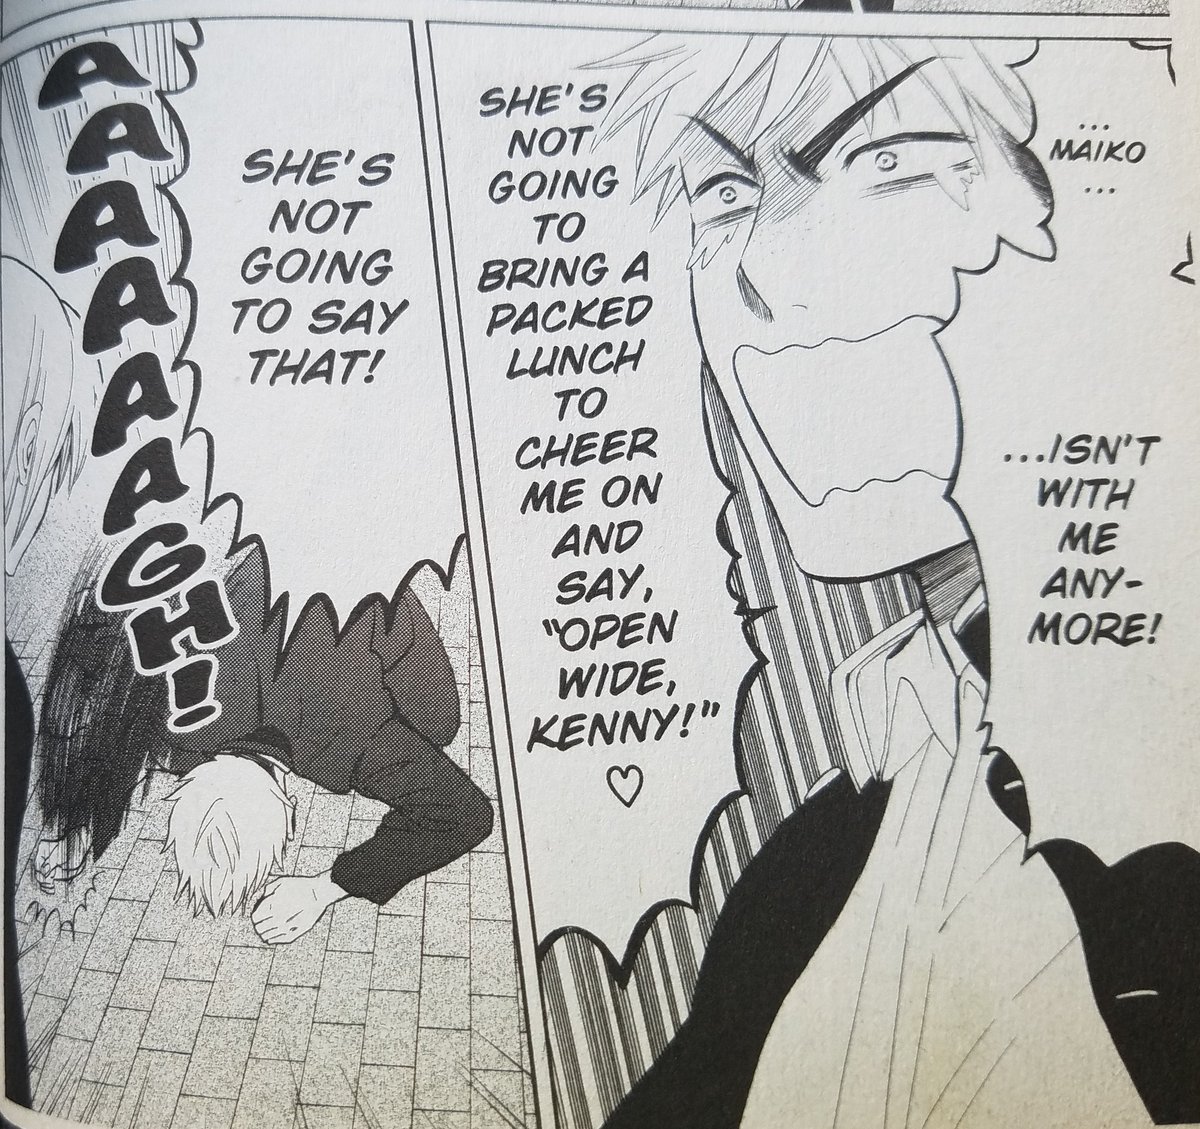 ...
MAIKO
...
...ISN'T
WITH
ME
ANY-
MORE!
SHE'S
NOT
GOING
TO
BRING A
PACKED
LUNCH
TO
CHEER
ME ON
AND
SAY,
"OPEN
WIDE,
KENNY!"
♡
SHE'S
NOT
GOING
TO SAY
THAT!
AAAAAAGH!